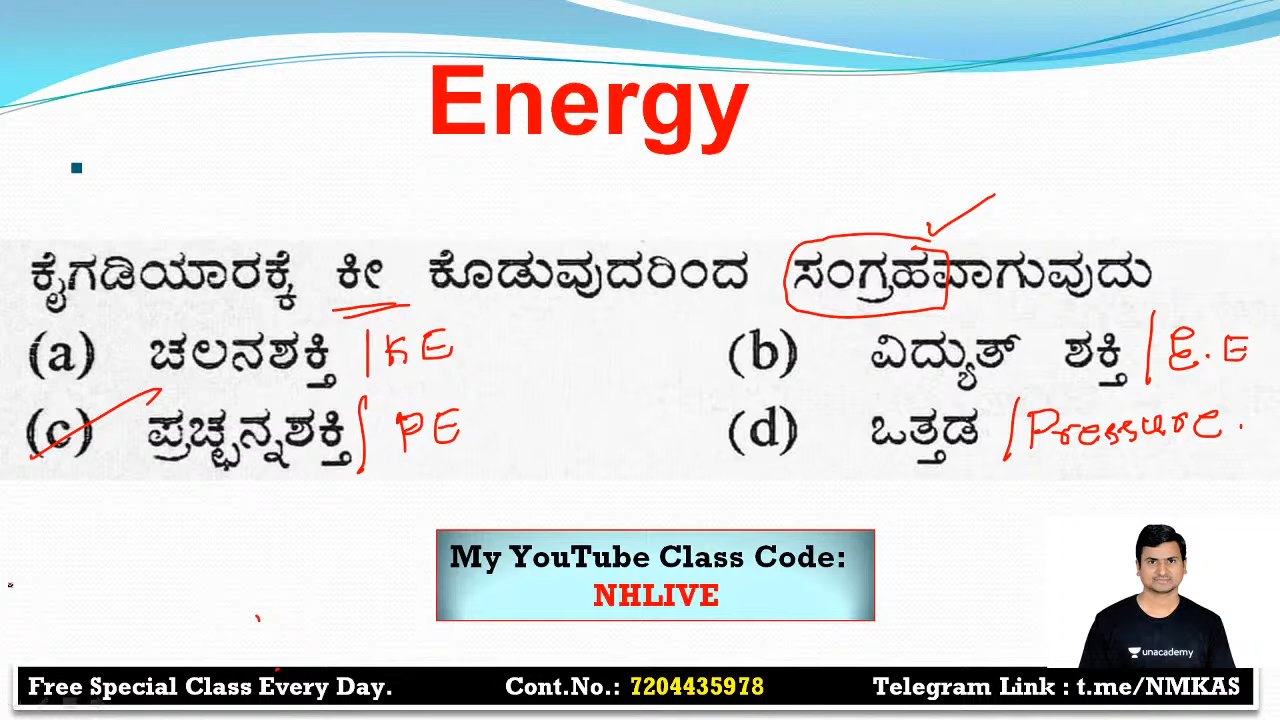 Energy
ಕೈಗಡಿಯಾರಕ್ಕೆ ಕೀ ಕೊಡುವುದರಿಂದ ಸಂಗ್ರಹವಾಗುವುದು
(a) ಚಲನಶಕ್ತಿ | KE (b) ವಿದ್ಯುತ್ ಶಕ್ತಿ / E.E
(c) ಪ್ರಚ್ಛನ್ನಶಕ್ತಿ / PE (d) ಒತ್ತಡ / Pressure.
My YouTube Class Code:
NHLIVE
unacademy
Free Special Class Every Day. Cont.No.: 7204435978 Telegram Link : t.me/NMKAS